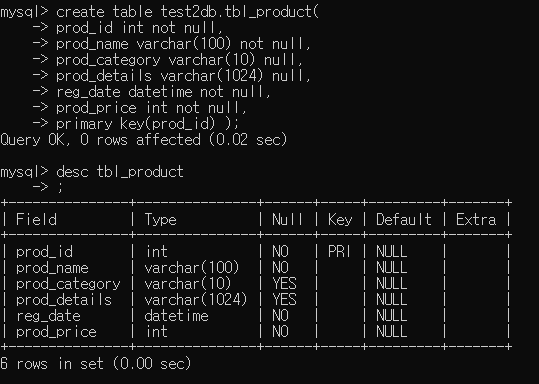 mysql> create table test2db.tbl_product(
    -> prod_id int not null,
    -> prod_name varchar(100) not null,
    -> prod_category varchar(10) null,
    -> prod_details varchar(1024) null,
    -> reg_date datetime not null,
    -> prod_price int not null,
    -> primary key(prod_id) );
Query OK, 0 rows affected (0.02 sec)

mysql> desc tbl_product
    -> ;
+---------------+---------------+------+-----+---------+-------+
| Field         | Type          | Null | Key | Default | Extra |
+---------------+---------------+------+-----+---------+-------+
| prod_id       | int           | NO   | PRI | NULL    |       |
| prod_name     | varchar(100)  | NO   |     | NULL    |       |
| prod_category | varchar(10)   | YES  |     | NULL    |       |
| prod_details  | varchar(1024) | YES  |     | NULL    |       |
| reg_date      | datetime      | NO   |     | NULL    |       |
| prod_price    | int           | NO   |     | NULL    |       |
+---------------+---------------+------+-----+---------+-------+
6 rows in set (0.00 sec)